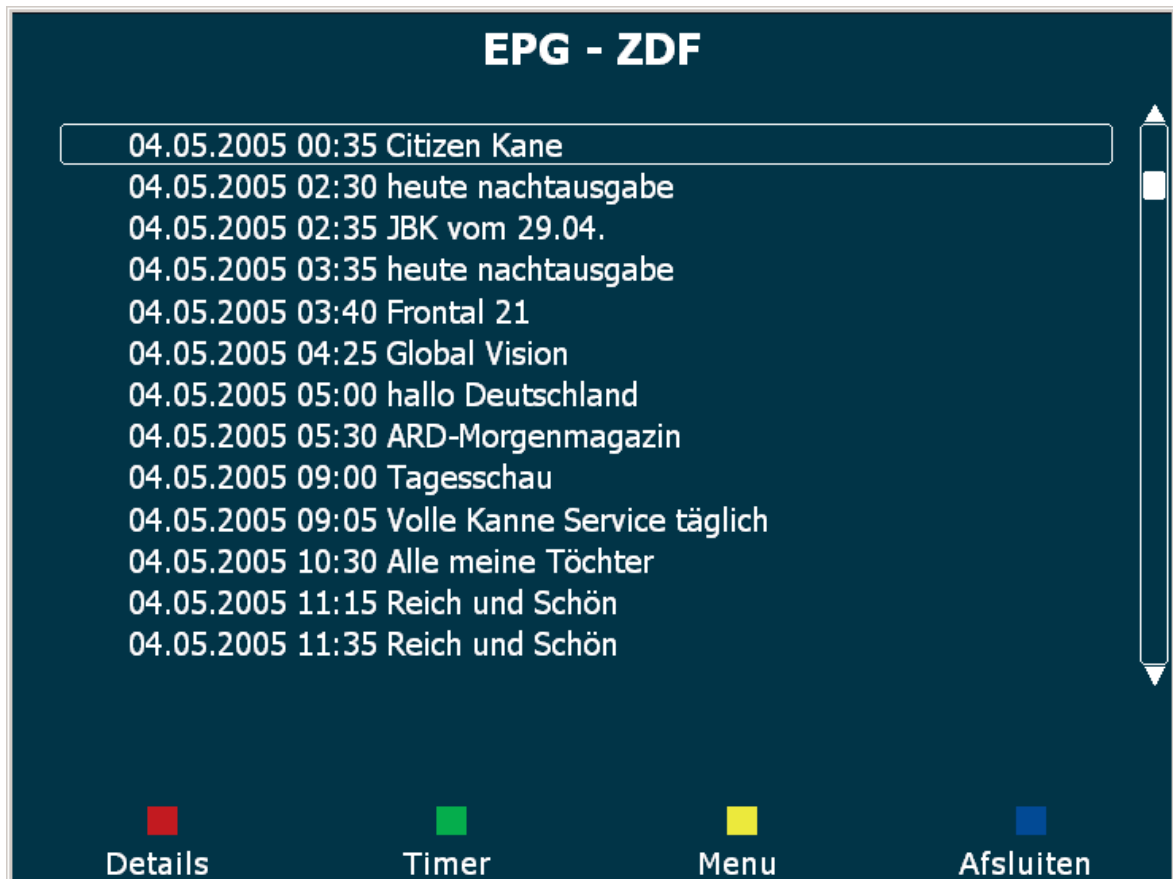 EPG - ZDF
04.05.2005 00:35 Citizen Kane
04.05.2005 02:30 heute nachtausgabe
04.05.2005 02:35 JBK vom 29.04.
04.05.2005 03:35 heute nachtausgabe
04.05.2005 03:40 Frontal 21
04.05.2005 04:25 Global Vision
04.05.2005 05:00 hallo Deutschland
04.05.2005 05:30 ARD-Morgenmagazin
04.05.2005 09:00 Tagesschau
04.05.2005 09:05 Volle Kanne Service täglich
04.05.2005 10:30 Alle meine Töchter
04.05.2005 11:15 Reich und Schön
04.05.2005 11:35 Reich und Schön
Details Timer Menu Afsluiten